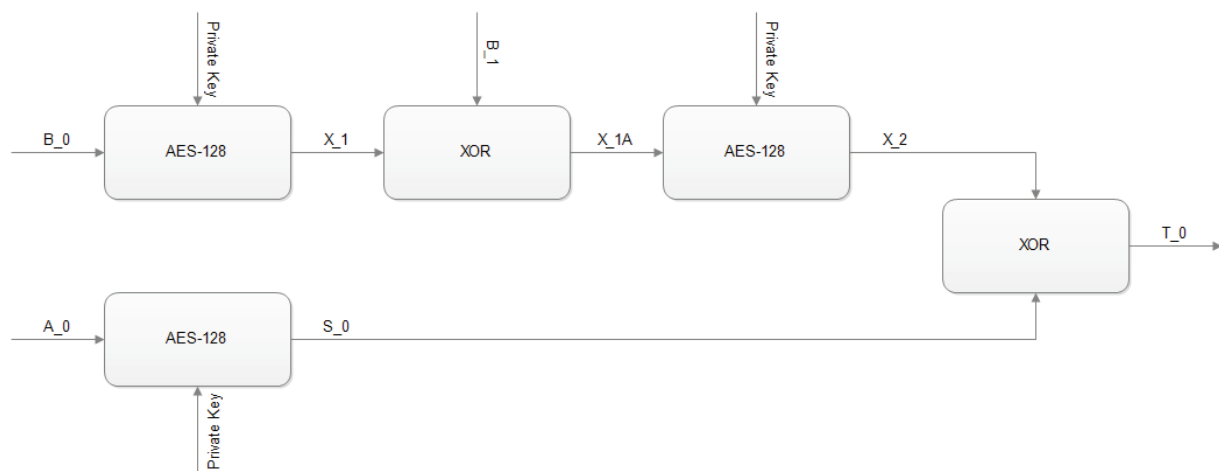 Private Key
B_1
Private Key
B_0
AES-128
X_1
XOR
X_1A
AES-128
X_2
XOR
T_0
A_0
AES-128
S_0
Private Key